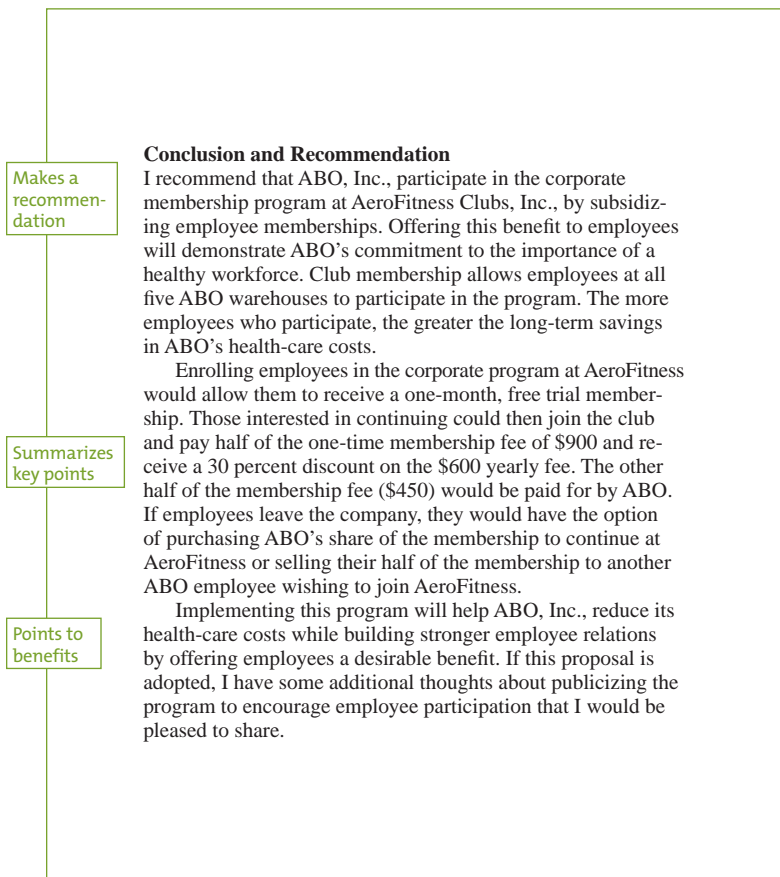 Conclusion and Recommendation
Makes a
recommen-
dation
I recommend that ABO, Inc., participate in the corporate
membership program at AeroFitness Clubs, Inc., by subsidiz-
ing employee memberships. Offering this benefit to employees
will demonstrate ABO's commitment to the importance of a
healthy workforce. Club membership allows employees at all
five ABO warehouses to participate in the program. The more
employees who participate, the greater the long-term savings
in ABO's health-care costs.
Summarizes
key points
Enrolling employees in the corporate program at AeroFitness
would allow them to receive a one-month, free trial member-
ship. Those interested in continuing could then join the club
and pay half of the one-time membership fee of $900 and re-
ceive a 30 percent discount on the $600 yearly fee. The other
half of the membership fee ($450) would be paid for by ABO.
If employees leave the company, they would have the option
of purchasing ABO's share of the membership to continue at
AeroFitness or selling their half of the membership to another
ABO employee wishing to join AeroFitness.
Points to
benefits
Implementing this program will help ABO, Inc., reduce its
health-care costs while building stronger employee relations
by offering employees a desirable benefit. If this proposal is
adopted, I have some additional thoughts about publicizing the
program to encourage employee participation that I would be
pleased to share.